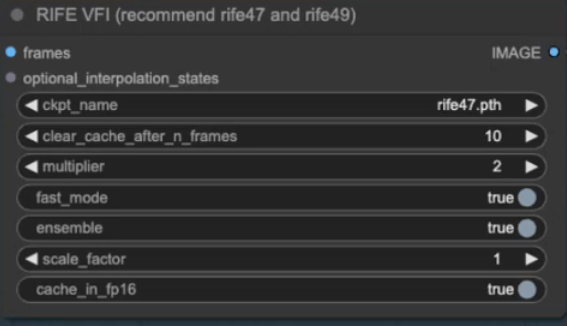 RIFE VFI (recommend rife47 and rife49)
frames IMAGE
optional_interpolation_states
ckpt_name rife47.pth
clear_cache_after_n_frames 10
multiplier 2
fast_mode true
ensemble true
scale_factor 1
cache_in_fp16 true